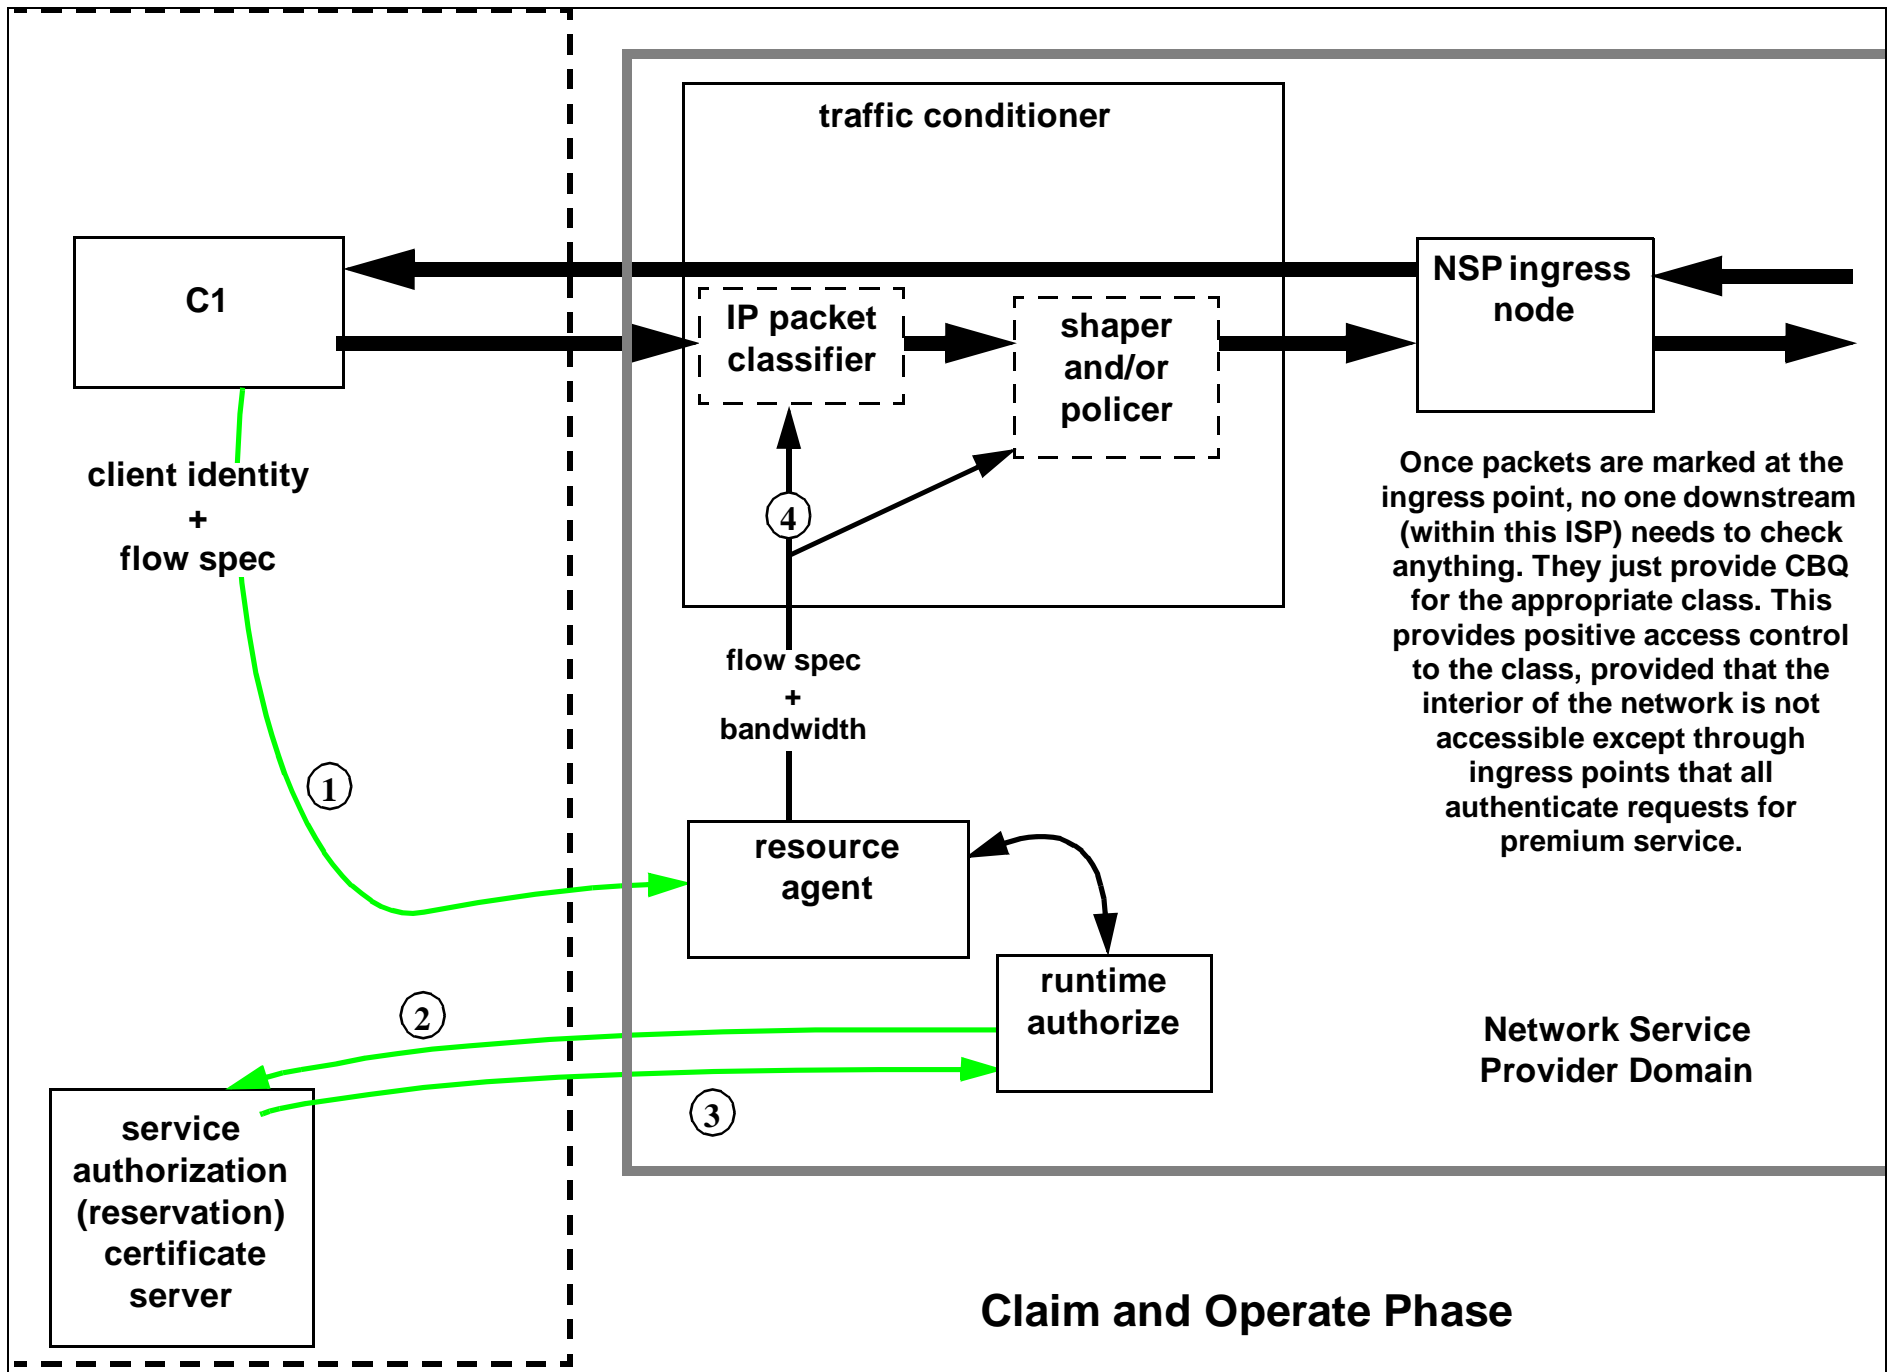 traffic conditioner
C1
IP packet
classifier
shaper
and/or
policer
NSP ingress
node
client identity
+
flow spec
4
Once packets are marked at the
ingress point, no one downstream
(within this ISP) needs to check
anything. They just provide CBQ
for the appropriate class. This
provides positive access control
to the class, provided that the
interior of the network is not
accessible except through
ingress points that all
authenticate requests for
premium service.
flow spec
+
bandwidth
1
resource
agent
runtime
authorize
2
3
Network Service
Provider Domain
service
authorization
(reservation)
certificate
server
Claim and Operate Phase